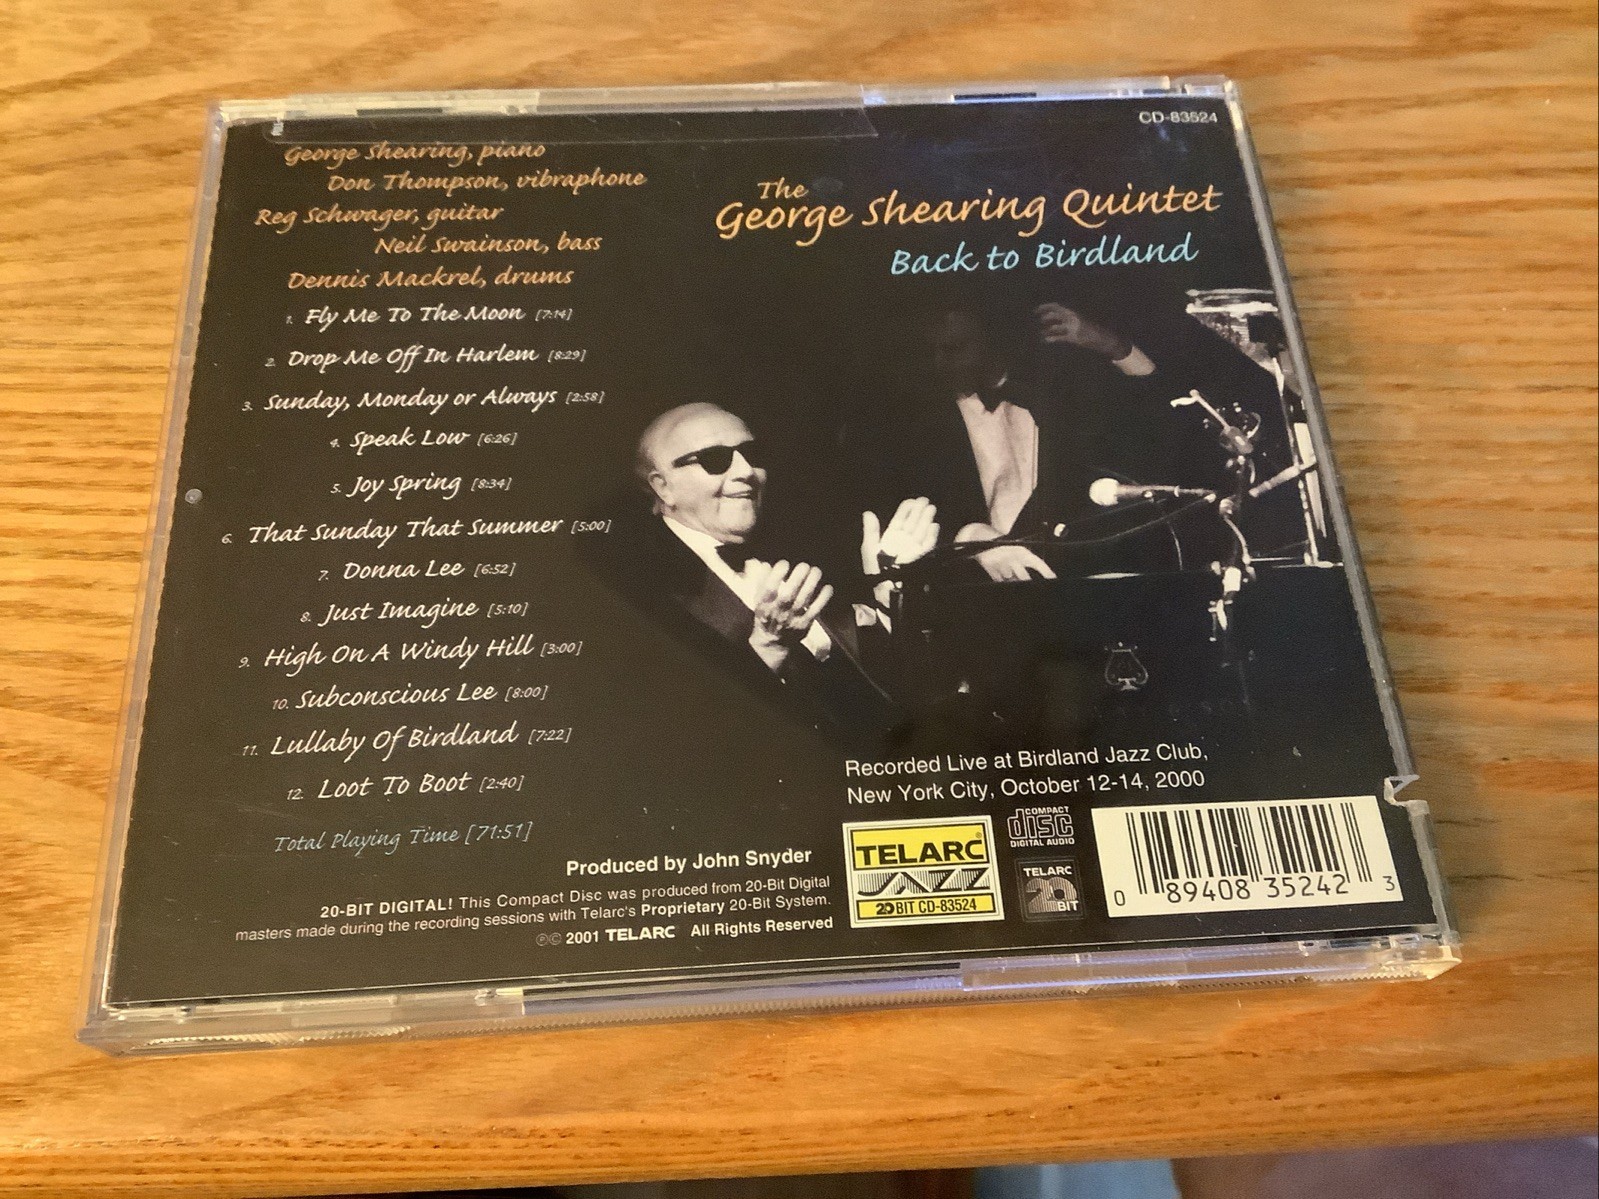 CD-83524
George Shearing, piano
Don Thompson, vibraphone
Reg Schwager, guitar
Neil Swainson, bass
Dennis Mackrel, drums
The
George Shearing Quintet
Back to Birdland
1. Fly Me To The Moon [7:14]
2. Drop Me Off In Harlem [8:29]
3. Sunday, Monday or Always [2:58]
4. Speak Low [6:26]
5. Joy Spring [8:34]
6. That Sunday That Summer [5:00]
7. Donna Lee [6:52]
8. Just Imagine [5:10]
9. High On A Windy Hill [3:00]
10. Subconscious Lee [8:00]
11. Lullaby Of Birdland [7:22]
12. Loot To Boot [2:40]
Total Playing Time [71:51]
Recorded Live at Birdland Jazz Club,
New York City, October 12-14, 2000
Produced by John Snyder
20-BIT DIGITAL! This Compact Disc was produced from 20-Bit Digital
masters made during the recording sessions with Telarc's Proprietary 20-Bit System.
℗© 2001 TELARC All Rights Reserved
TELARC®
JAZZ
20 BIT CD-83524
COMPACT
disc
DIGITAL AUDIO
TELARC
20
BIT
0 89408 35242 3